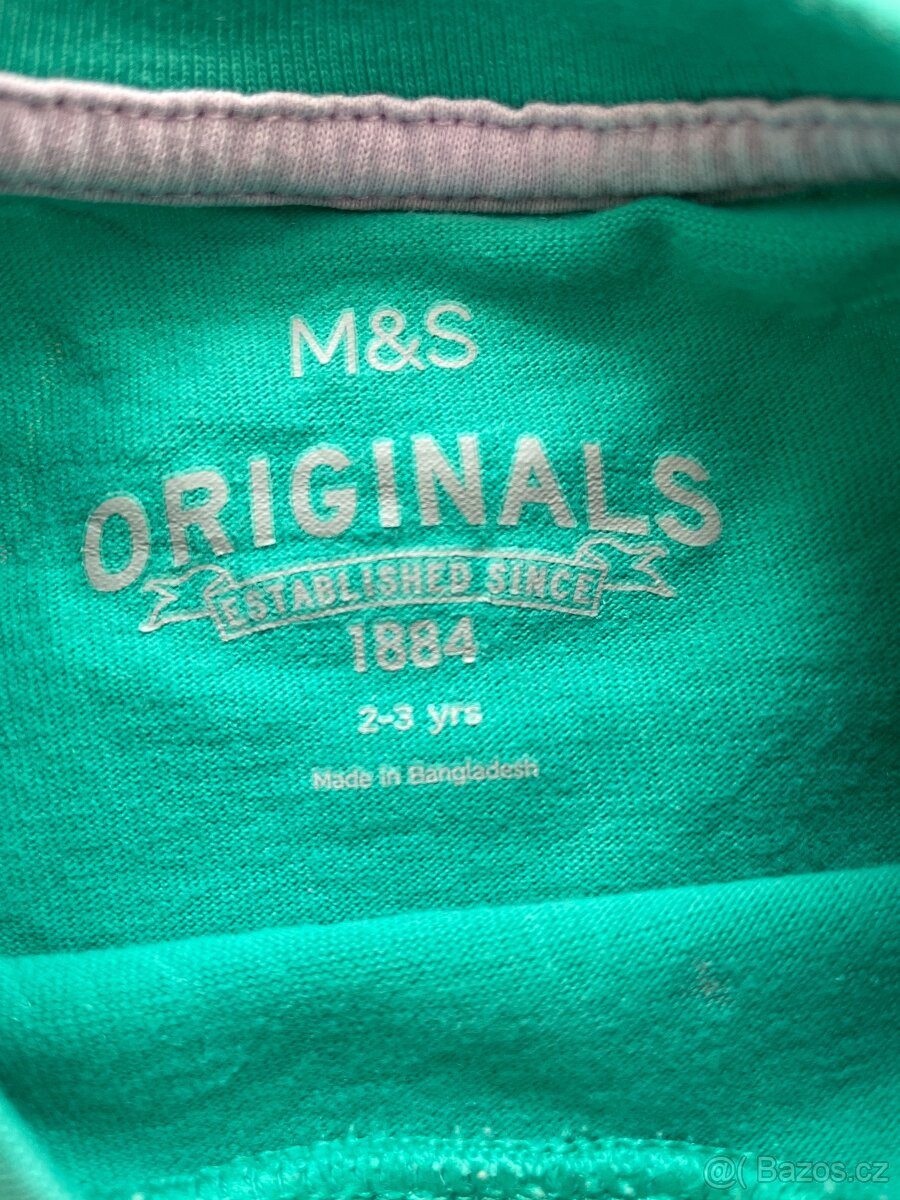 M&S
ORIGINALS
ESTABLISHED SINCE
1884
2-3 yrs
Made in Bangladesh
@( Bazos.cz